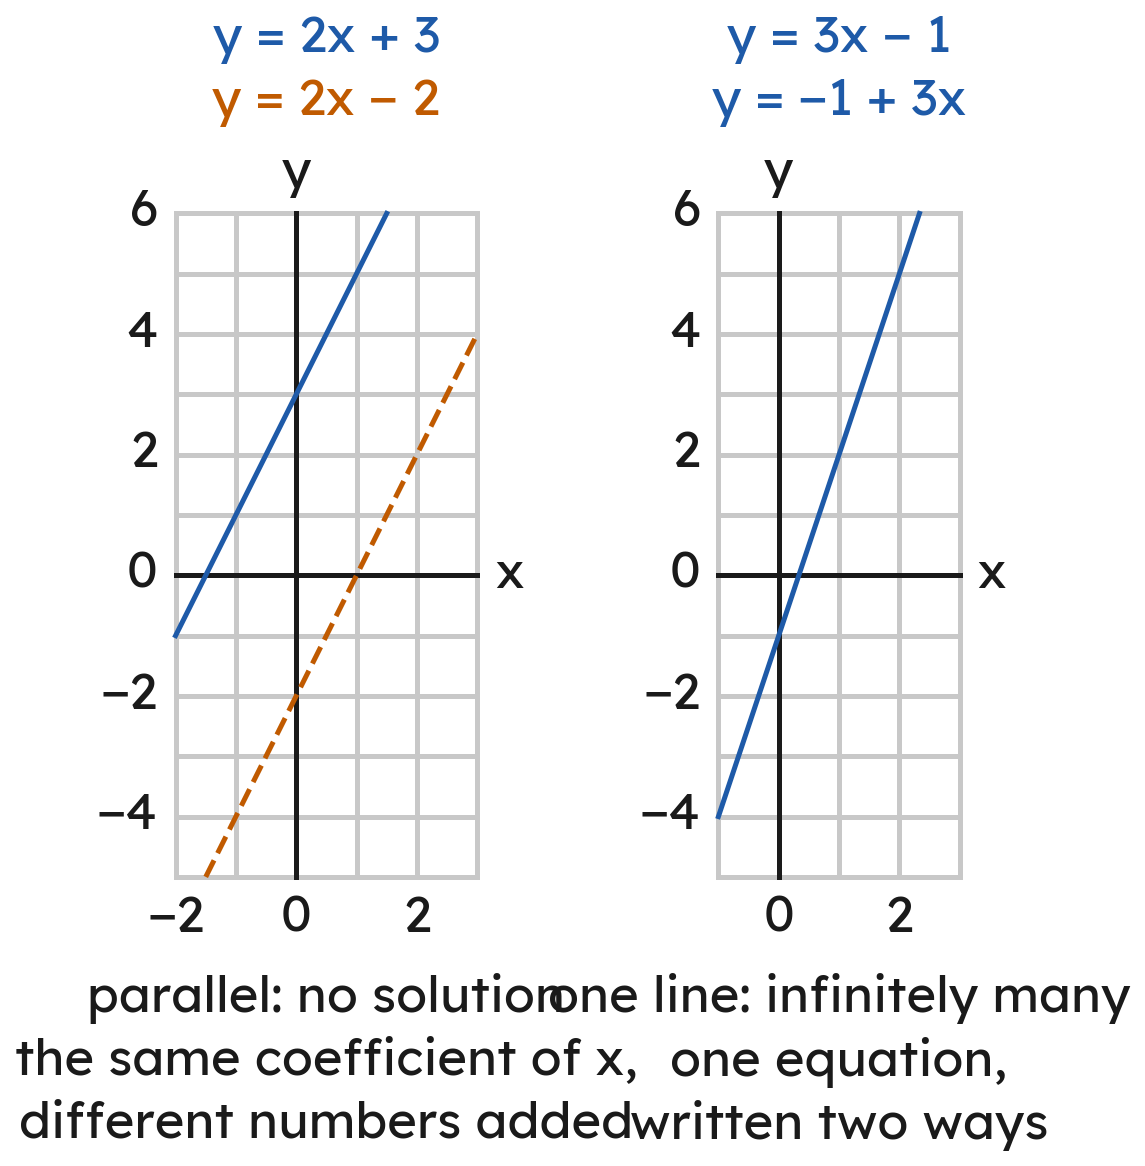 y = 2x + 3
y = 2x − 2
y
6
4
2
0
−2
−4
x
−2 0 2
parallel: no solution
the same coefficient of x,
different numbers added
y = 3x − 1
y = −1 + 3x
y
6
4
2
0
−2
−4
x
0 2
one line: infinitely many
one equation,
written two ways